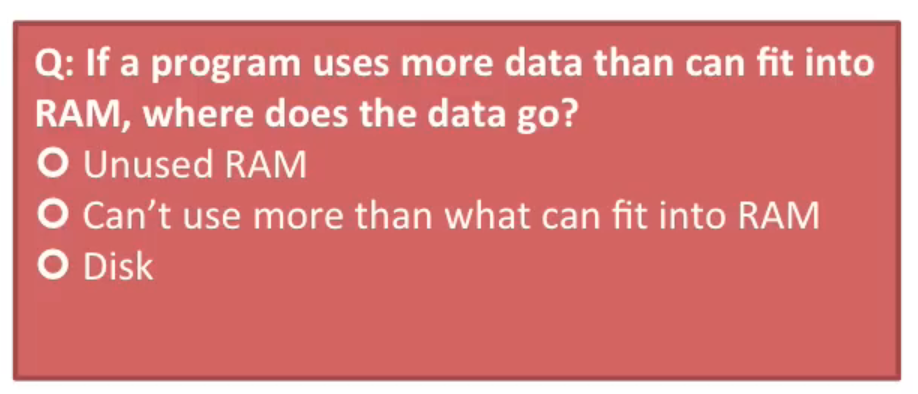 Q: If a program uses more data than can fit into
RAM, where does the data go?
Unused RAM
Can’t use more than what can fit into RAM
Disk